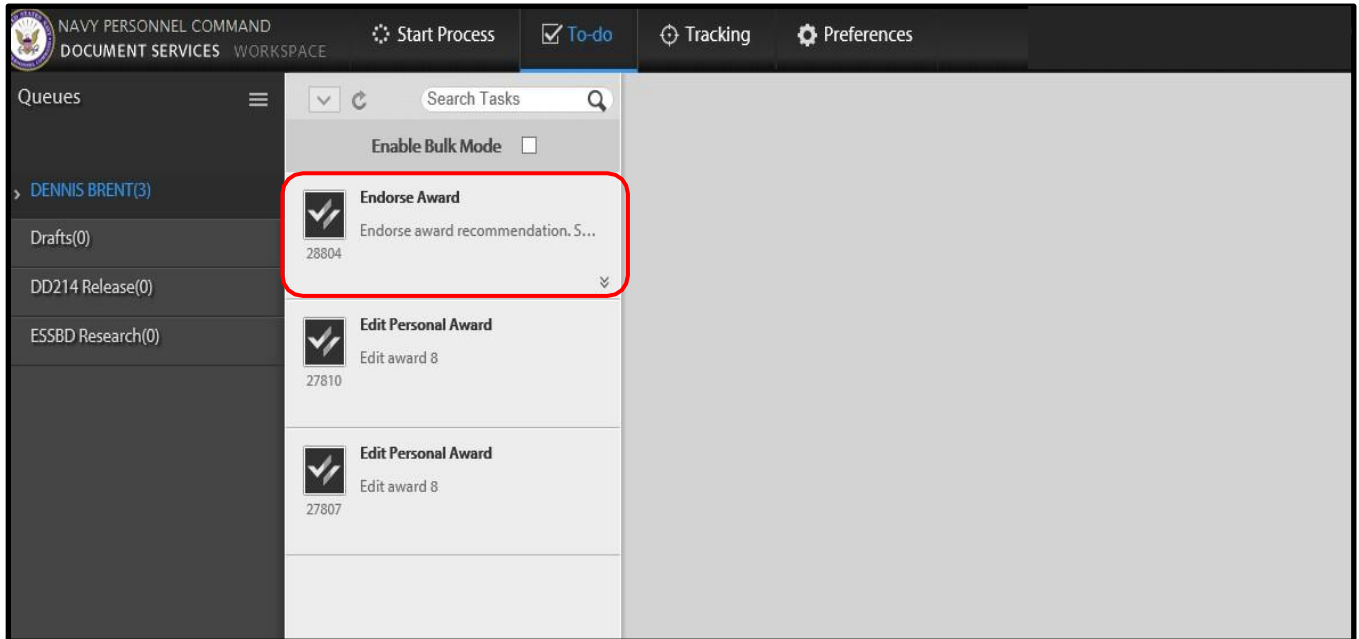 NAVY PERSONNEL COMMAND
DOCUMENT SERVICES WORKSPACE
Start Process
To-do
Tracking
Preferences
Queues
Search Tasks
Enable Bulk Mode
DENNIS BRENT(3)
Drafts(0)
DD214 Release(0)
ESSBD Research(0)
Endorse Award
Endorse award recommendation. S...
28804
Edit Personal Award
Edit award 8
27810
Edit Personal Award
Edit award 8
27807